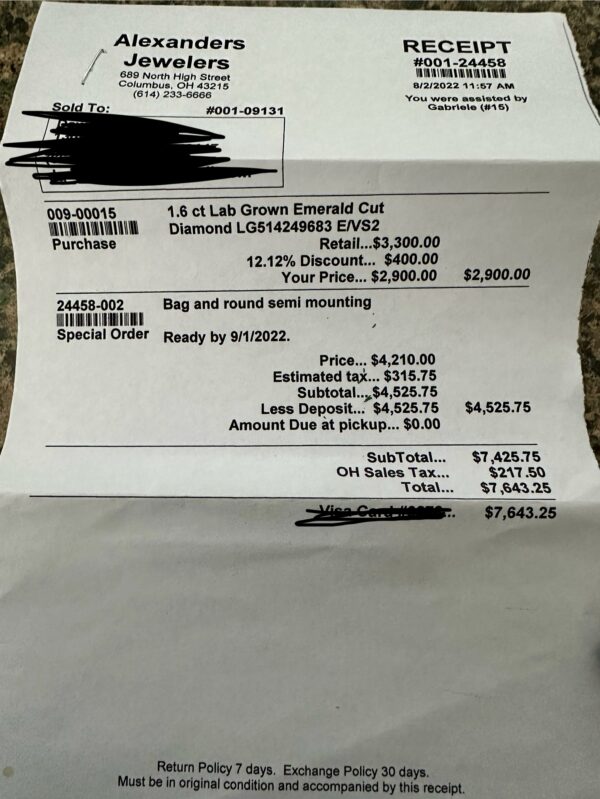 Alexanders
Jewelers
689 North High Street
Columbus, OH 43215
(614) 233-6666
RECEIPT
#001-24458
8/2/2022 11:57 AM
You were assisted by
Gabriele (#15)
Sold To: #001-09131
009-00015
Purchase
1.6 ct Lab Grown Emerald Cut
Diamond LG514249683 E/VS2
Retail...$3,300.00
12.12% Discount... $400.00
Your Price... $2,900.00 $2,900.00
24458-002 Bag and round semi mounting
Special Order Ready by 9/1/2022.
Price... $4,210.00
Estimated tax... $315.75
Subtotal... $4,525.75
Less Deposit... $4,525.75 $4,525.75
Amount Due at pickup... $0.00
SubTotal... $7,425.75
OH Sales Tax... $217.50
Total... $7,643.25
Visa Card ... $7,643.25
Return Policy 7 days. Exchange Policy 30 days.
Must be in original condition and accompanied by this receipt.